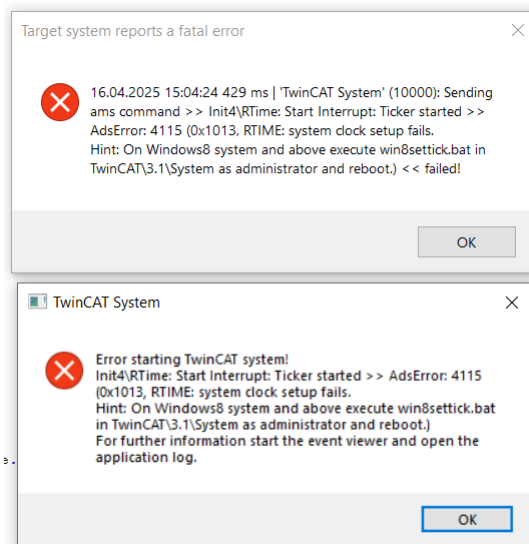 Target system reports a fatal error
16.04.2025 15:04:24 429 ms | 'TwinCAT System' (10000): Sending
ams command >> Init4\RTime: Start Interrupt: Ticker started >>
AdsError: 4115 (0x1013, RTIME: system clock setup fails.
Hint: On Windows8 system and above execute win8settick.bat in
TwinCAT\3.1\System as administrator and reboot.) << failed!
OK
TwinCAT System
Error starting TwinCAT system!
Init4\RTime: Start Interrupt: Ticker started >> AdsError: 4115
(0x1013, RTIME: system clock setup fails.
Hint: On Windows8 system and above execute win8settick.bat
in TwinCAT\3.1\System as administrator and reboot.)
For further information start the event viewer and open the
application log.
e.
OK